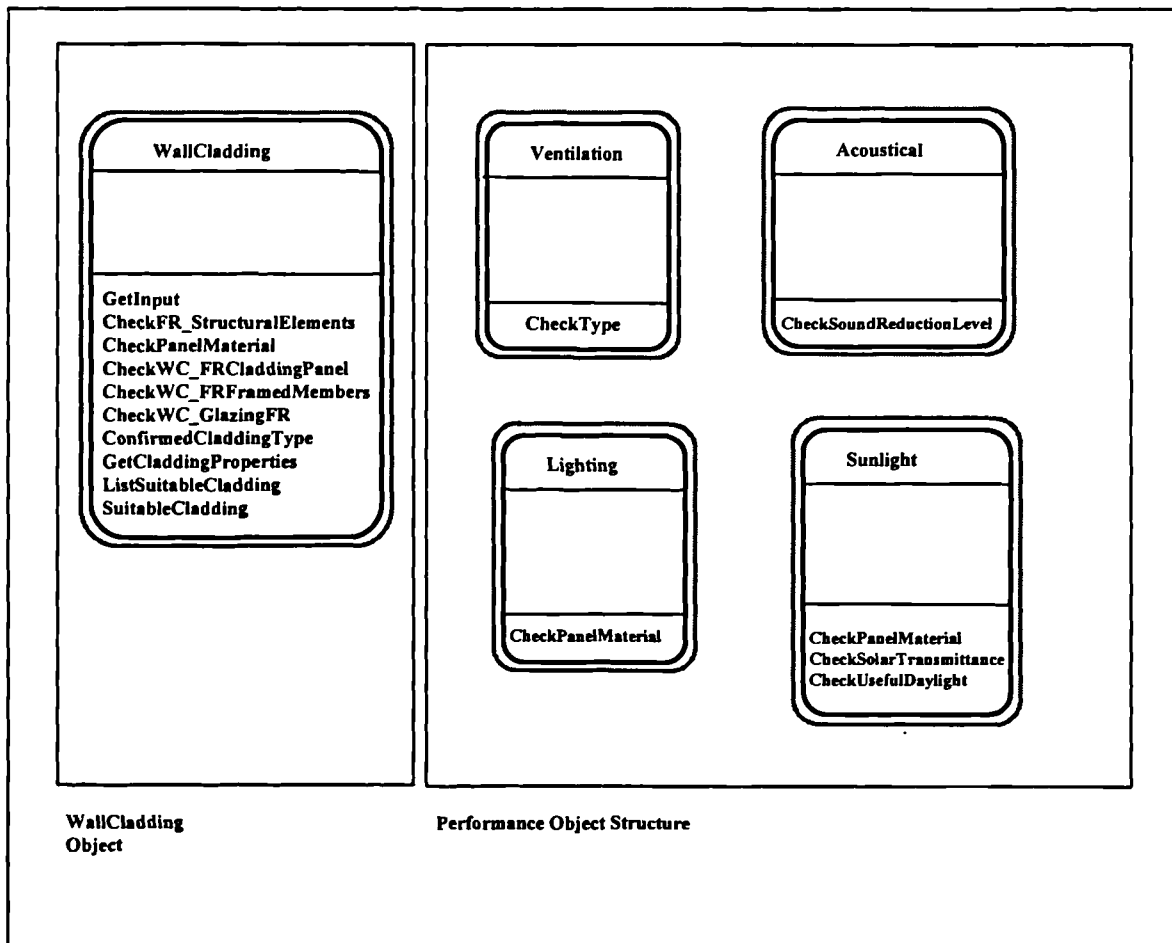 WallCladding
GetInput
CheckFR_StructuralElements
CheckPanelMaterial
CheckWC_FRCladdingPanel
CheckWC_FRFramedMembers
CheckWC_GlazingFR
ConfirmedCladdingType
GetCladdingProperties
ListSuitableCladding
SuitableCladding
Ventilation
CheckType
Acoustical
CheckSoundReductionLevel
Lighting
CheckPanelMaterial
Sunlight
CheckPanelMaterial
CheckSolarTransmittance
CheckUsefulDaylight
WallCladding
Object
Performance Object Structure